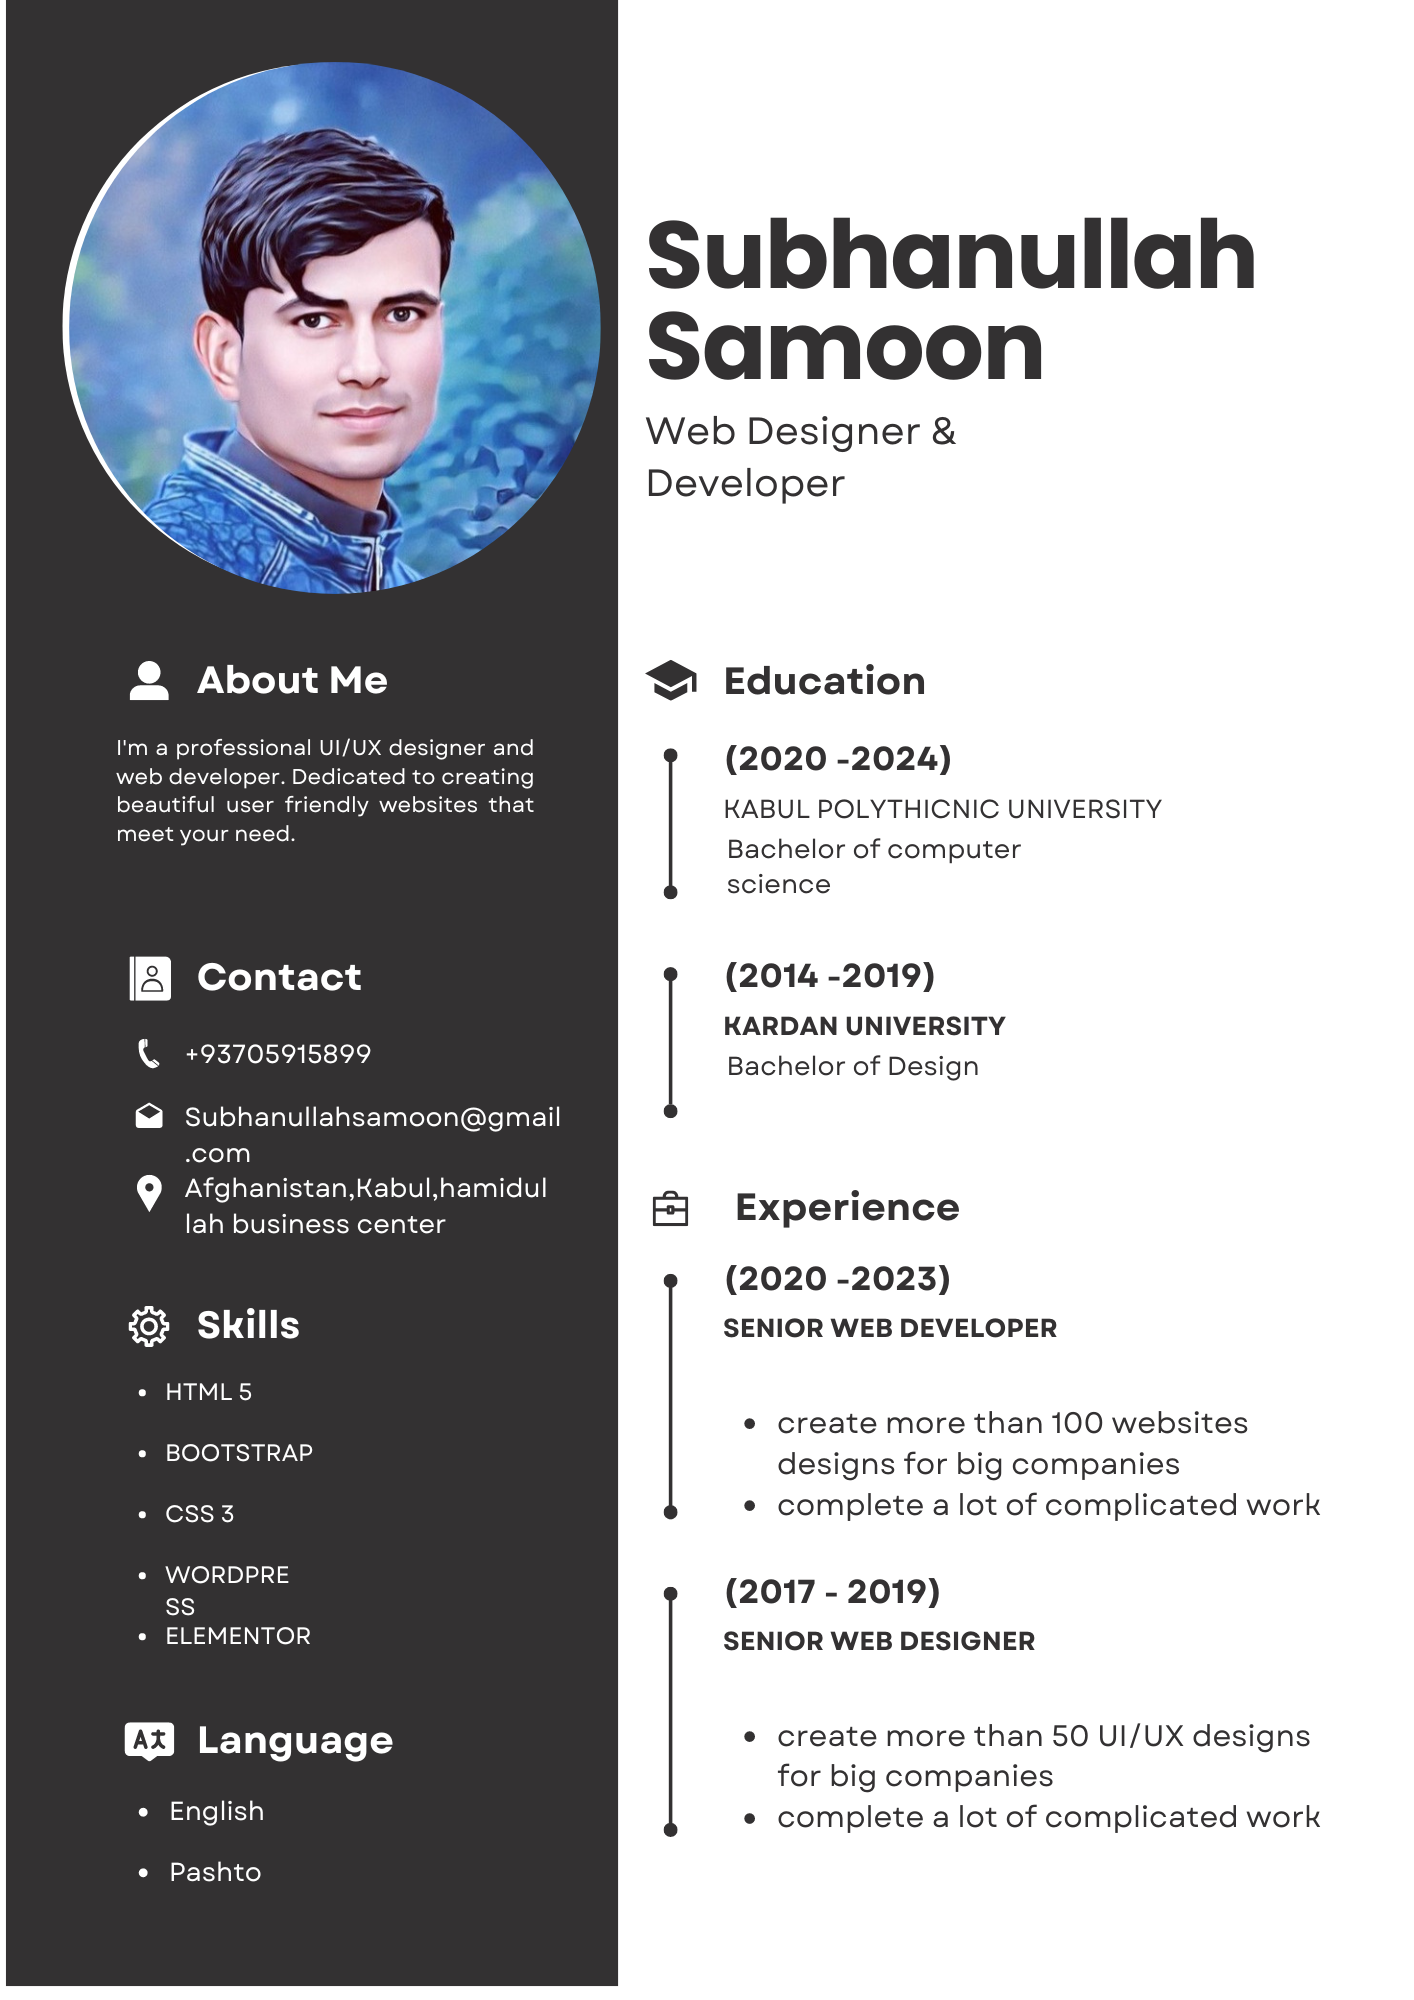 Subhanullah
Samoon
Web Designer &
Developer
About Me
I'm a professional UI/UX designer and
web developer. Dedicated to creating
beautiful user friendly websites that
meet your need.
Contact
+93705915899
Subhanullahsamoon@gmail
.com
Afghanistan,Kabul,hamidul
lah business center
Skills
• HTML 5
• BOOTSTRAP
• CSS 3
• WORDPRE
SS
• ELEMENTOR
Language
• English
• Pashto
Education
(2020 -2024)
KABUL POLYTHICNIC UNIVERSITY
Bachelor of computer
science
(2014 -2019)
KARDAN UNIVERSITY
Bachelor of Design
Experience
(2020 -2023)
SENIOR WEB DEVELOPER
• create more than 100 websites
designs for big companies
• complete a lot of complicated work
(2017 - 2019)
SENIOR WEB DESIGNER
• create more than 50 UI/UX designs
for big companies
• complete a lot of complicated work